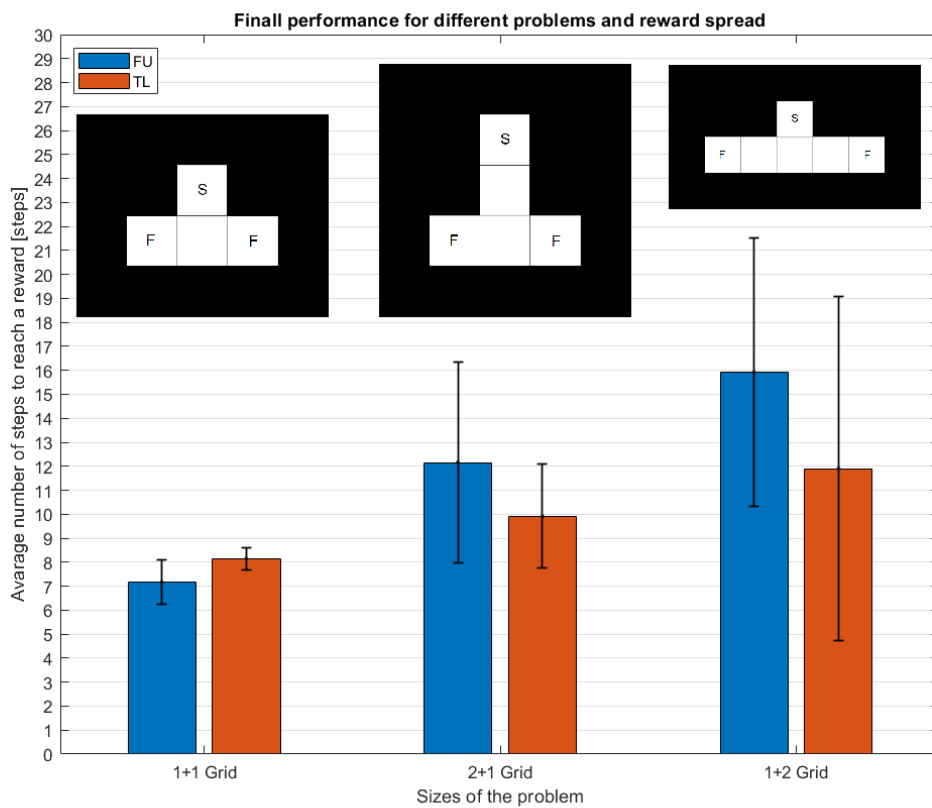 Finall performance for different problems and reward spread
Avarage number of steps to reach a reward [steps]
30
29
28
27
26
25
24
23
22
21
20
19
18
17
16
15
14
13
12
11
10
9
8
7
6
5
4
3
2
1
0
FU
TL
S
F F
S
F F
S
F F
1+1 Grid 2+1 Grid 1+2 Grid
Sizes of the problem